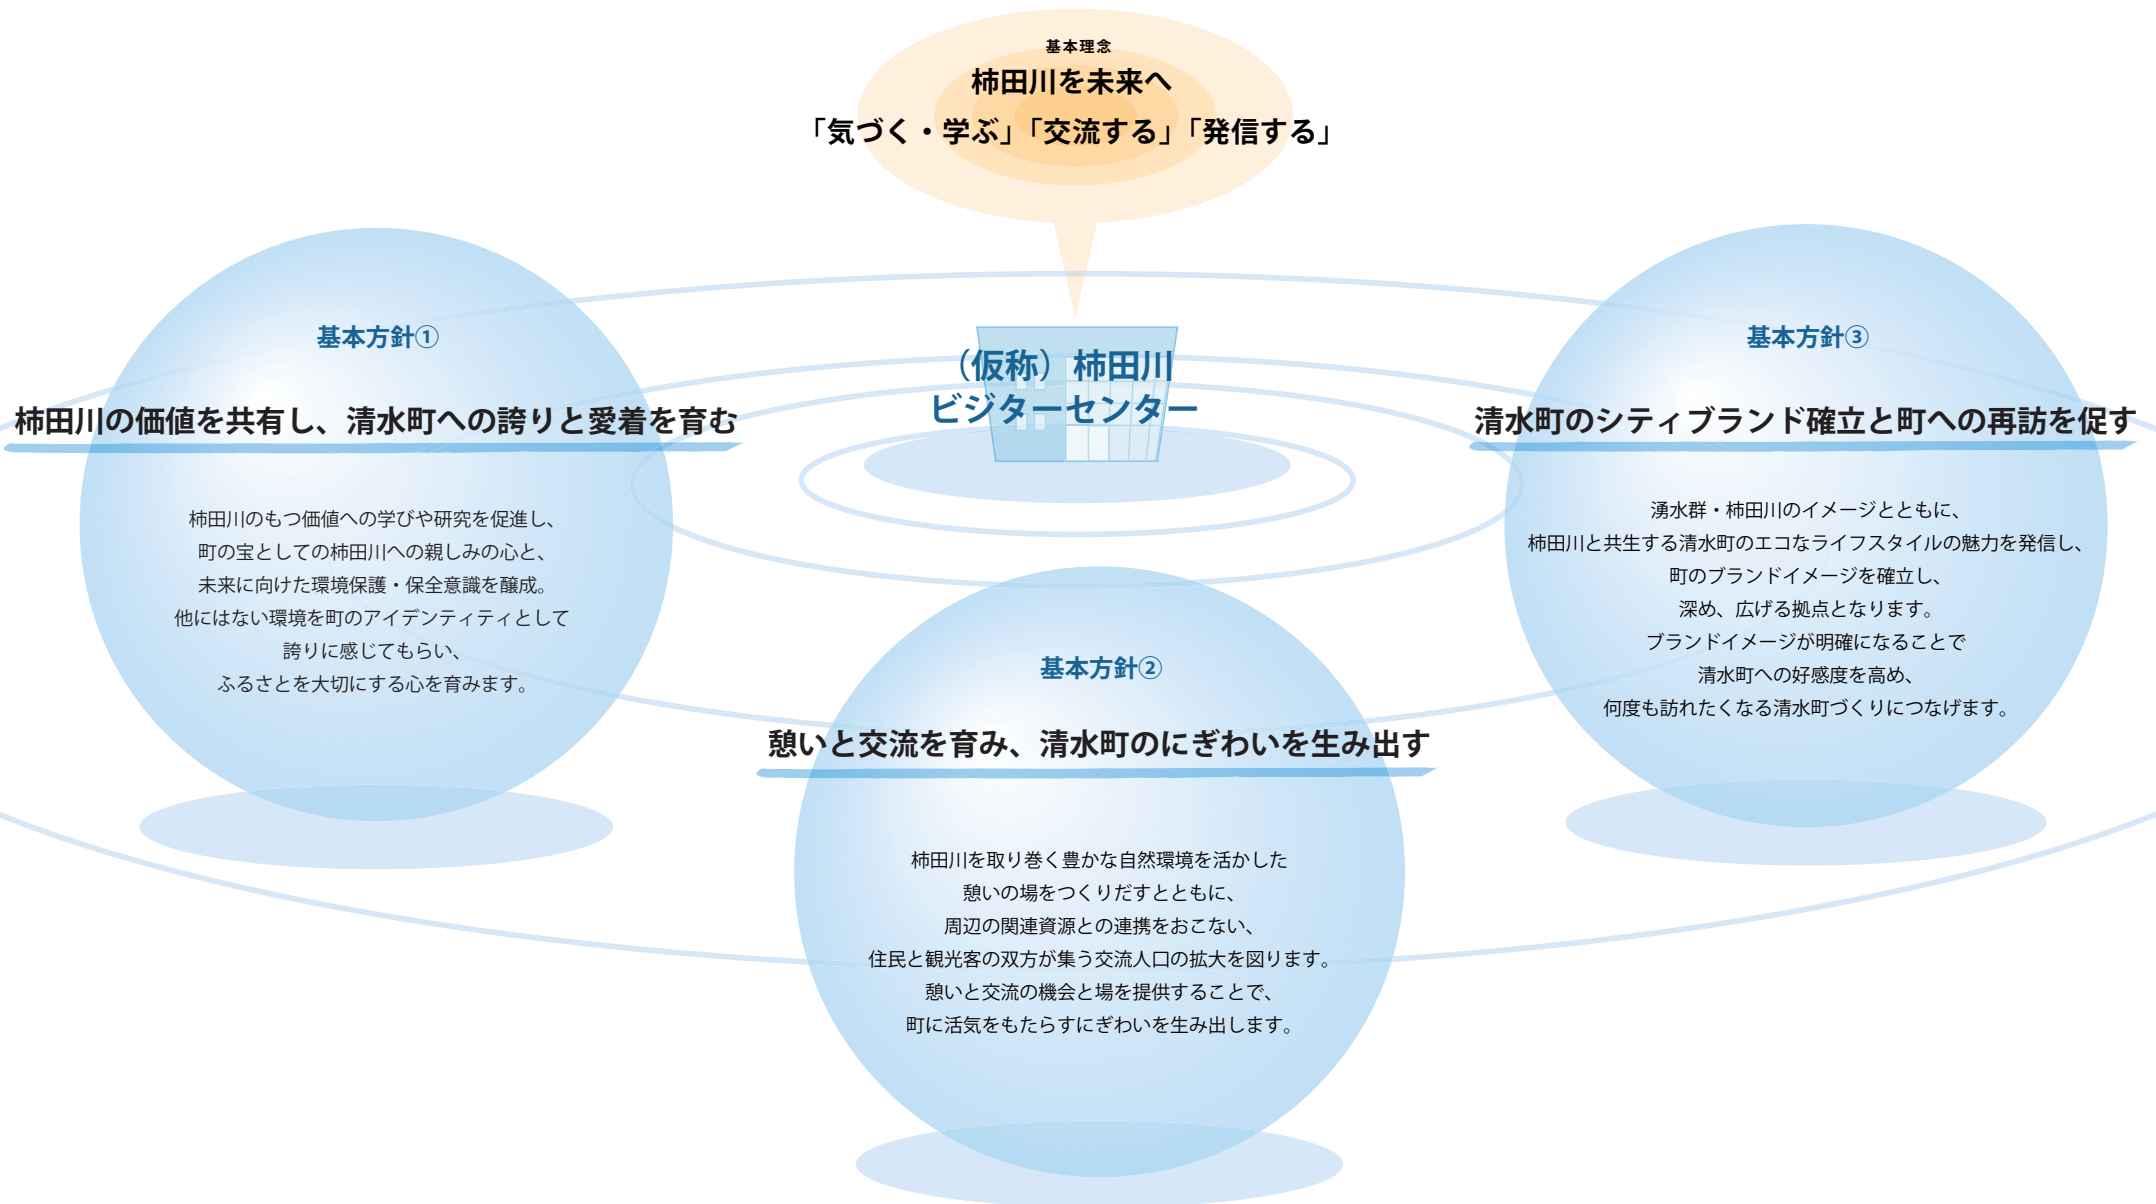 基本理念
柿田川を未来へ
「気づく・学ぶ」「交流する」「発信する」
（仮称）柿田川
ビジターセンター
基本方針①
柿田川の価値を共有し、清水町への誇りと愛着を育む
柿田川のもつ価値への学びや研究を促進し、
町の宝としての柿田川への親しみの心と、
未来に向けた環境保護・保全意識を醸成。
他にはない環境を町のアイデンティティとして
誇りに感じてもらい、
ふるさとを大切にする心を育みます。
基本方針②
憩いと交流を育み、清水町のにぎわいを生み出す
柿田川を取り巻く豊かな自然環境を活かした
憩いの場をつくりだすとともに、
周辺の関連資源との連携をおこない、
住民と観光客の双方が集う交流人口の拡大を図ります。
憩いと交流の機会と場を提供することで、
町に活気をもたらすにぎわいを生み出します。
基本方針③
清水町のシティブランド確立と町への再訪を促す
湧水群・柿田川のイメージとともに、
柿田川と共生する清水町のエコなライフスタイルの魅力を発信し、
町のブランドイメージを確立し、
深め、広げる拠点となります。
ブランドイメージが明確になることで
清水町への好感度を高め、
何度も訪れたくなる清水町づくりにつなげます。